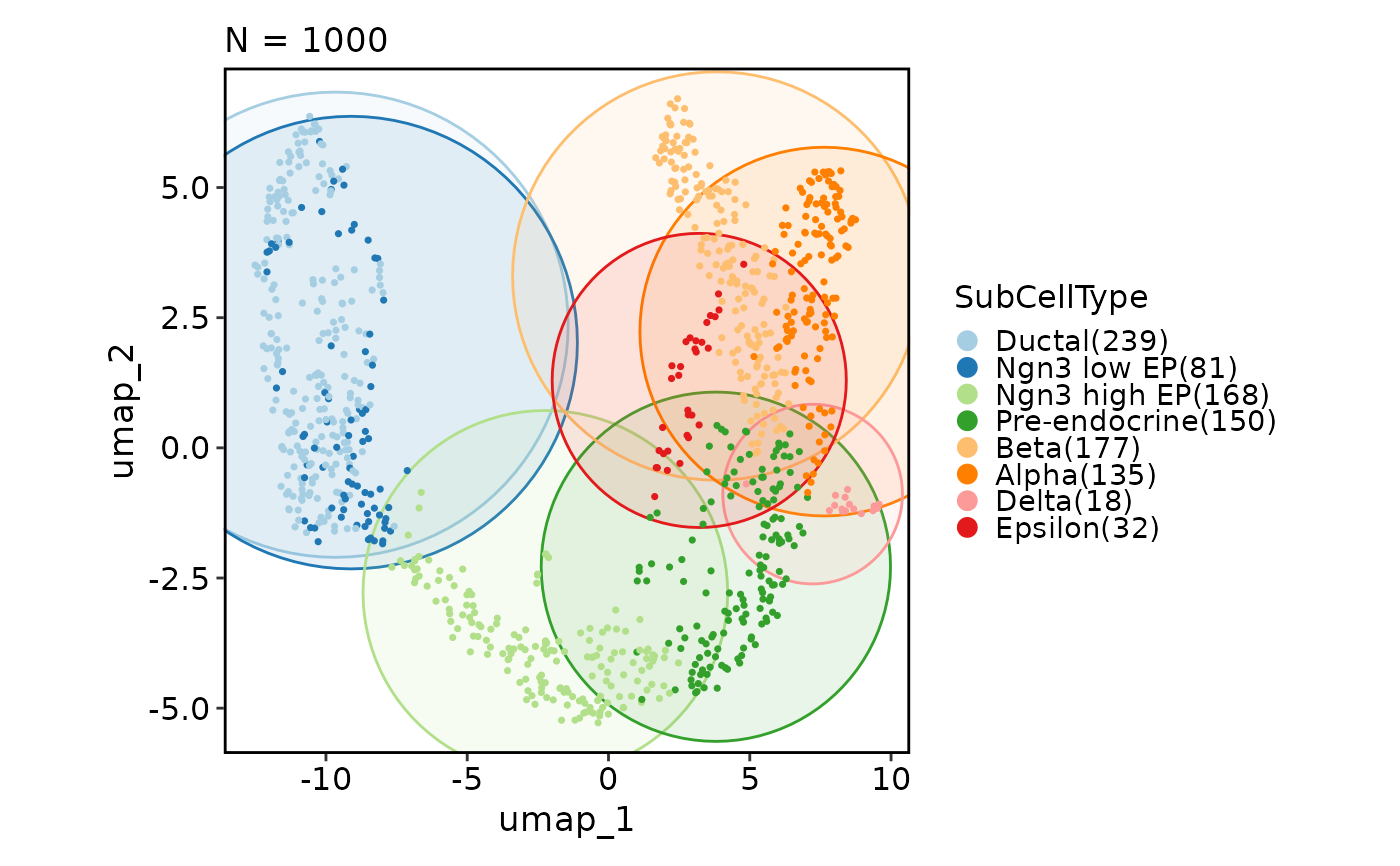 N = 1000
5.0
2.5
0.0
-2.5
-5.0
umap_2
-10
-5
0
5
10
umap_1
SubCellType
Ductal(239)
Ngn3 low EP(81)
Ngn3 high EP(168)
Pre-endocrine(150)
Beta(177)
Alpha(135)
Delta(18)
Epsilon(32)